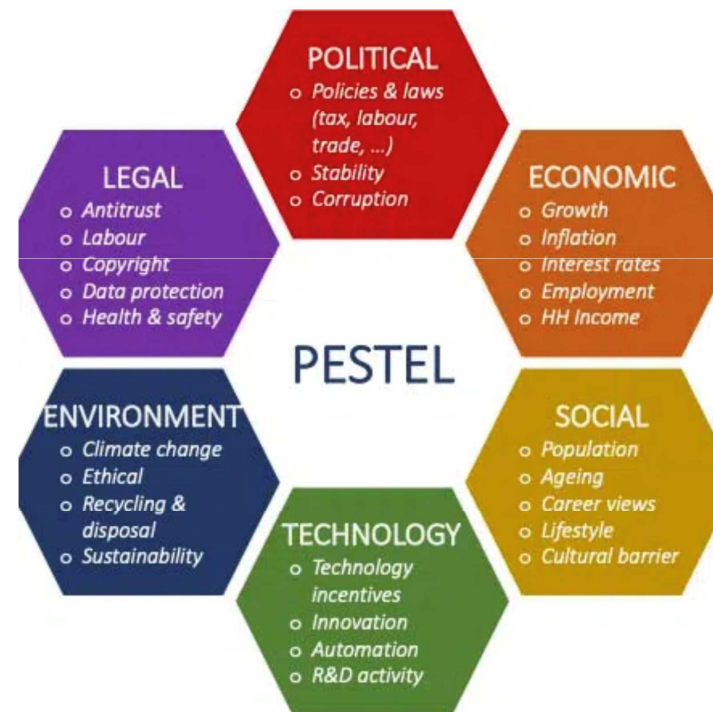 POLITICAL
o Policies & laws
(tax, labour,
trade, ...)
o Stability
o Corruption
ECONOMIC
o Growth
o Inflation
o Interest rates
o Employment
o HH Income
SOCIAL
o Population
o Ageing
o Career views
o Lifestyle
o Cultural barrier
TECHNOLOGY
o Technology
incentives
o Innovation
o Automation
o R&D activity
ENVIRONMENT
o Climate change
o Ethical
o Recycling &
disposal
o Sustainability
LEGAL
o Antitrust
o Labour
o Copyright
o Data protection
o Health & safety
PESTEL